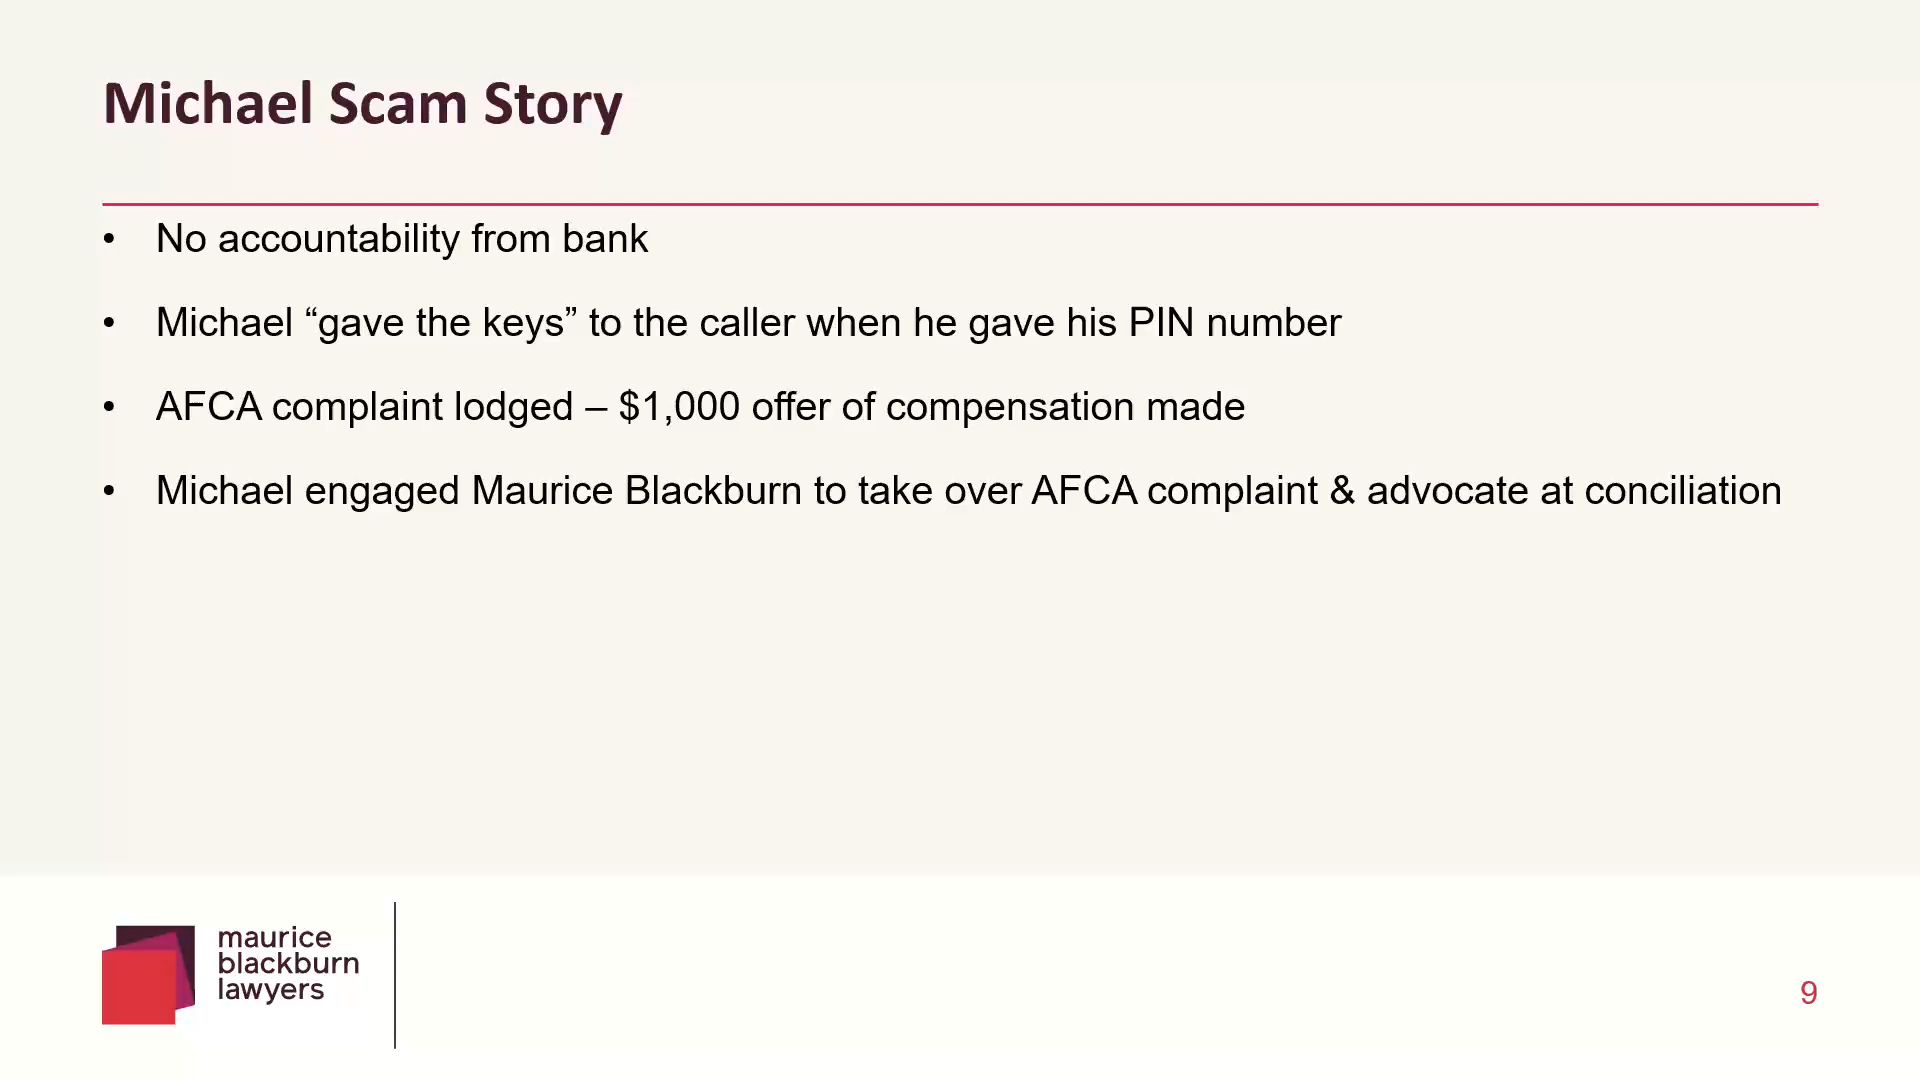 Michael Scam Story
• No accountability from bank
• Michael “gave the keys” to the caller when he gave his PIN number
• AFCA complaint lodged – $1,000 offer of compensation made
• Michael engaged Maurice Blackburn to take over AFCA complaint & advocate at conciliation
maurice
blackburn
lawyers
9